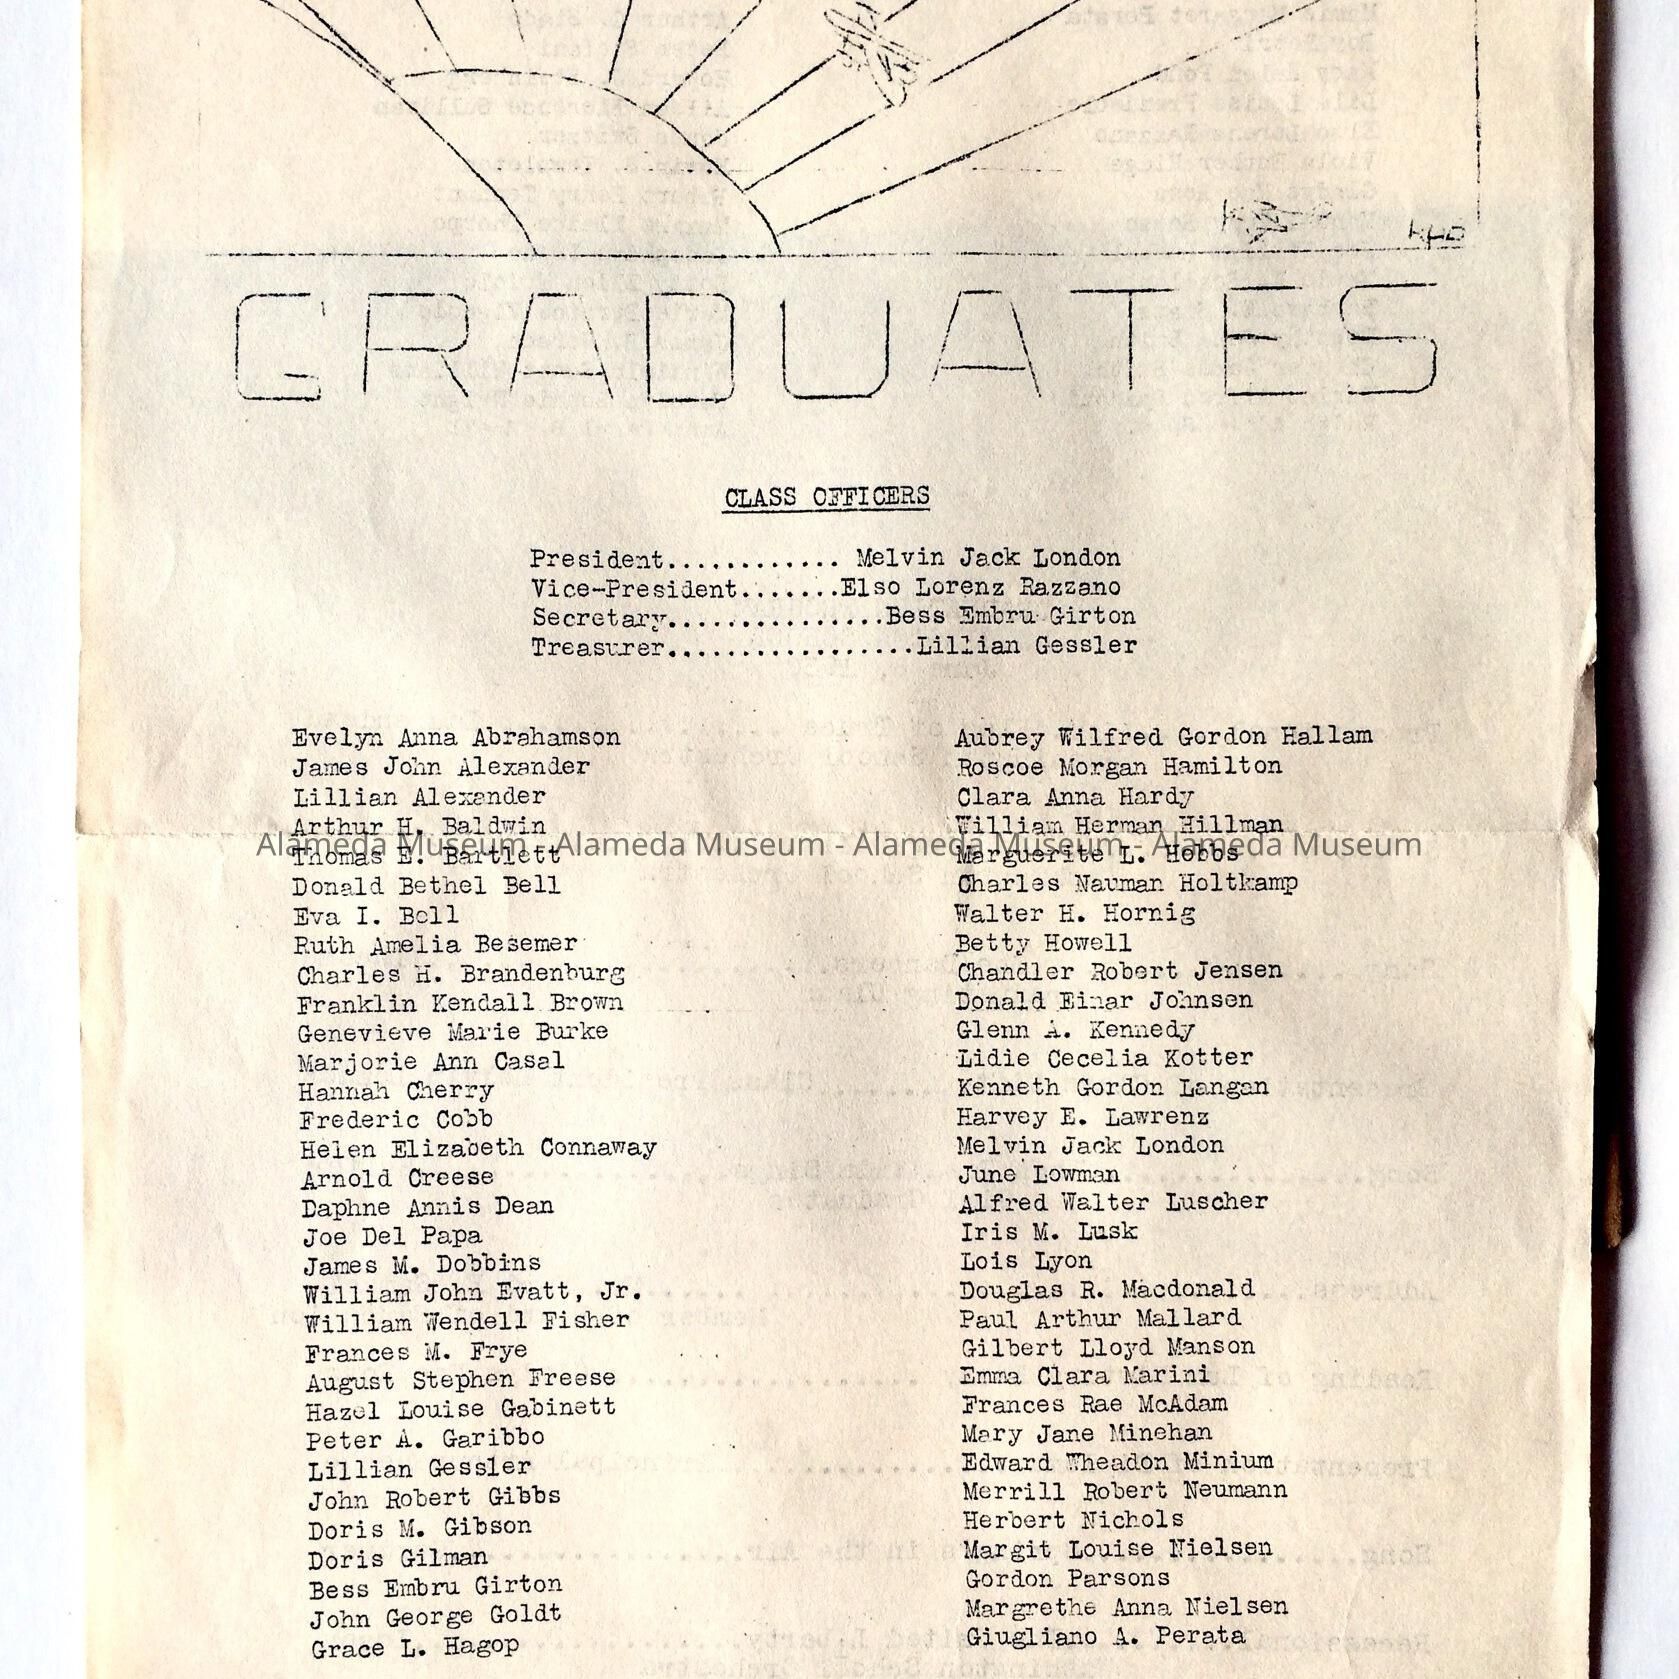 RHD
GRADUATES
CLASS OFFICERS
President............ Melvin Jack London
Vice-President.......Elso Lorenz Razzano
Secretary...............Bess Embru Girton
Treasurer.................Lillian Gessler
Evelyn Anna Abrahamson
James John Alexander
Lillian Alexander
Arthur H. Baldwin
Thomas E. Bartlett
Donald Bethel Bell
Eva I. Bell
Ruth Amelia Besemer
Charles H. Brandenburg
Franklin Kendall Brown
Genevieve Marie Burke
Marjorie Ann Casal
Hannah Cherry
Frederic Cobb
Helen Elizabeth Connaway
Arnold Creese
Daphne Annis Dean
Joe Del Papa
James M. Dobbins
William John Evatt, Jr.
William Wendell Fisher
Frances M. Frye
August Stephen Freese
Hazel Louise Gabinett
Peter A. Garibbo
Lillian Gessler
John Robert Gibbs
Doris M. Gibson
Doris Gilman
Bess Embru Girton
John George Goldt
Grace L. Hagop
Aubrey Wilfred Gordon Hallam
Roscoe Morgan Hamilton
Clara Anna Hardy
William Herman Hillman
Marguerite L. Hobbs
Charles Nauman Holtkamp
Walter H. Hornig
Betty Howell
Chandler Robert Jensen
Donald Einar Johnsen
Glenn A. Kennedy
Lidie Cecelia Kotter
Kenneth Gordon Langan
Harvey E. Lawrenz
Melvin Jack London
June Lowman
Alfred Walter Luscher
Iris M. Lusk
Lois Lyon
Douglas R. Macdonald
Paul Arthur Mallard
Gilbert Lloyd Manson
Emma Clara Marini
Frances Rae McAdam
Mary Jane Minehan
Edward Wheadon Minium
Merrill Robert Neumann
Herbert Nichols
Margit Louise Nielsen
Gordon Parsons
Margrethe Anna Nielsen
Giugliano A. Perata
Alameda Museum - Alameda Museum - Alameda Museum - Alameda Museum